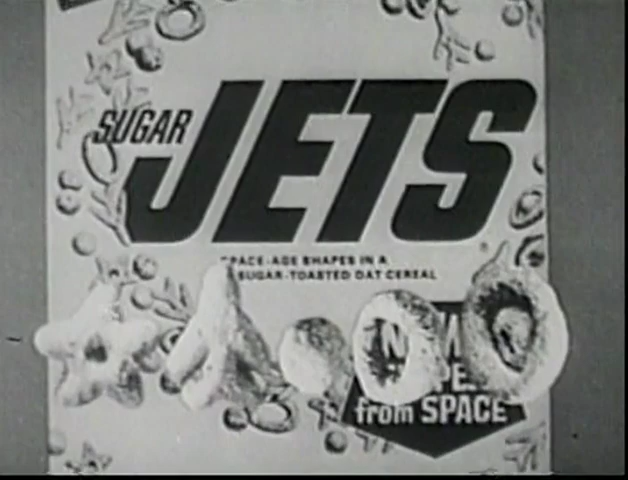 SUGAR
JETS
SPACE-AGE SHAPES IN A
SUGAR-TOASTED OAT CEREAL
from SPACE